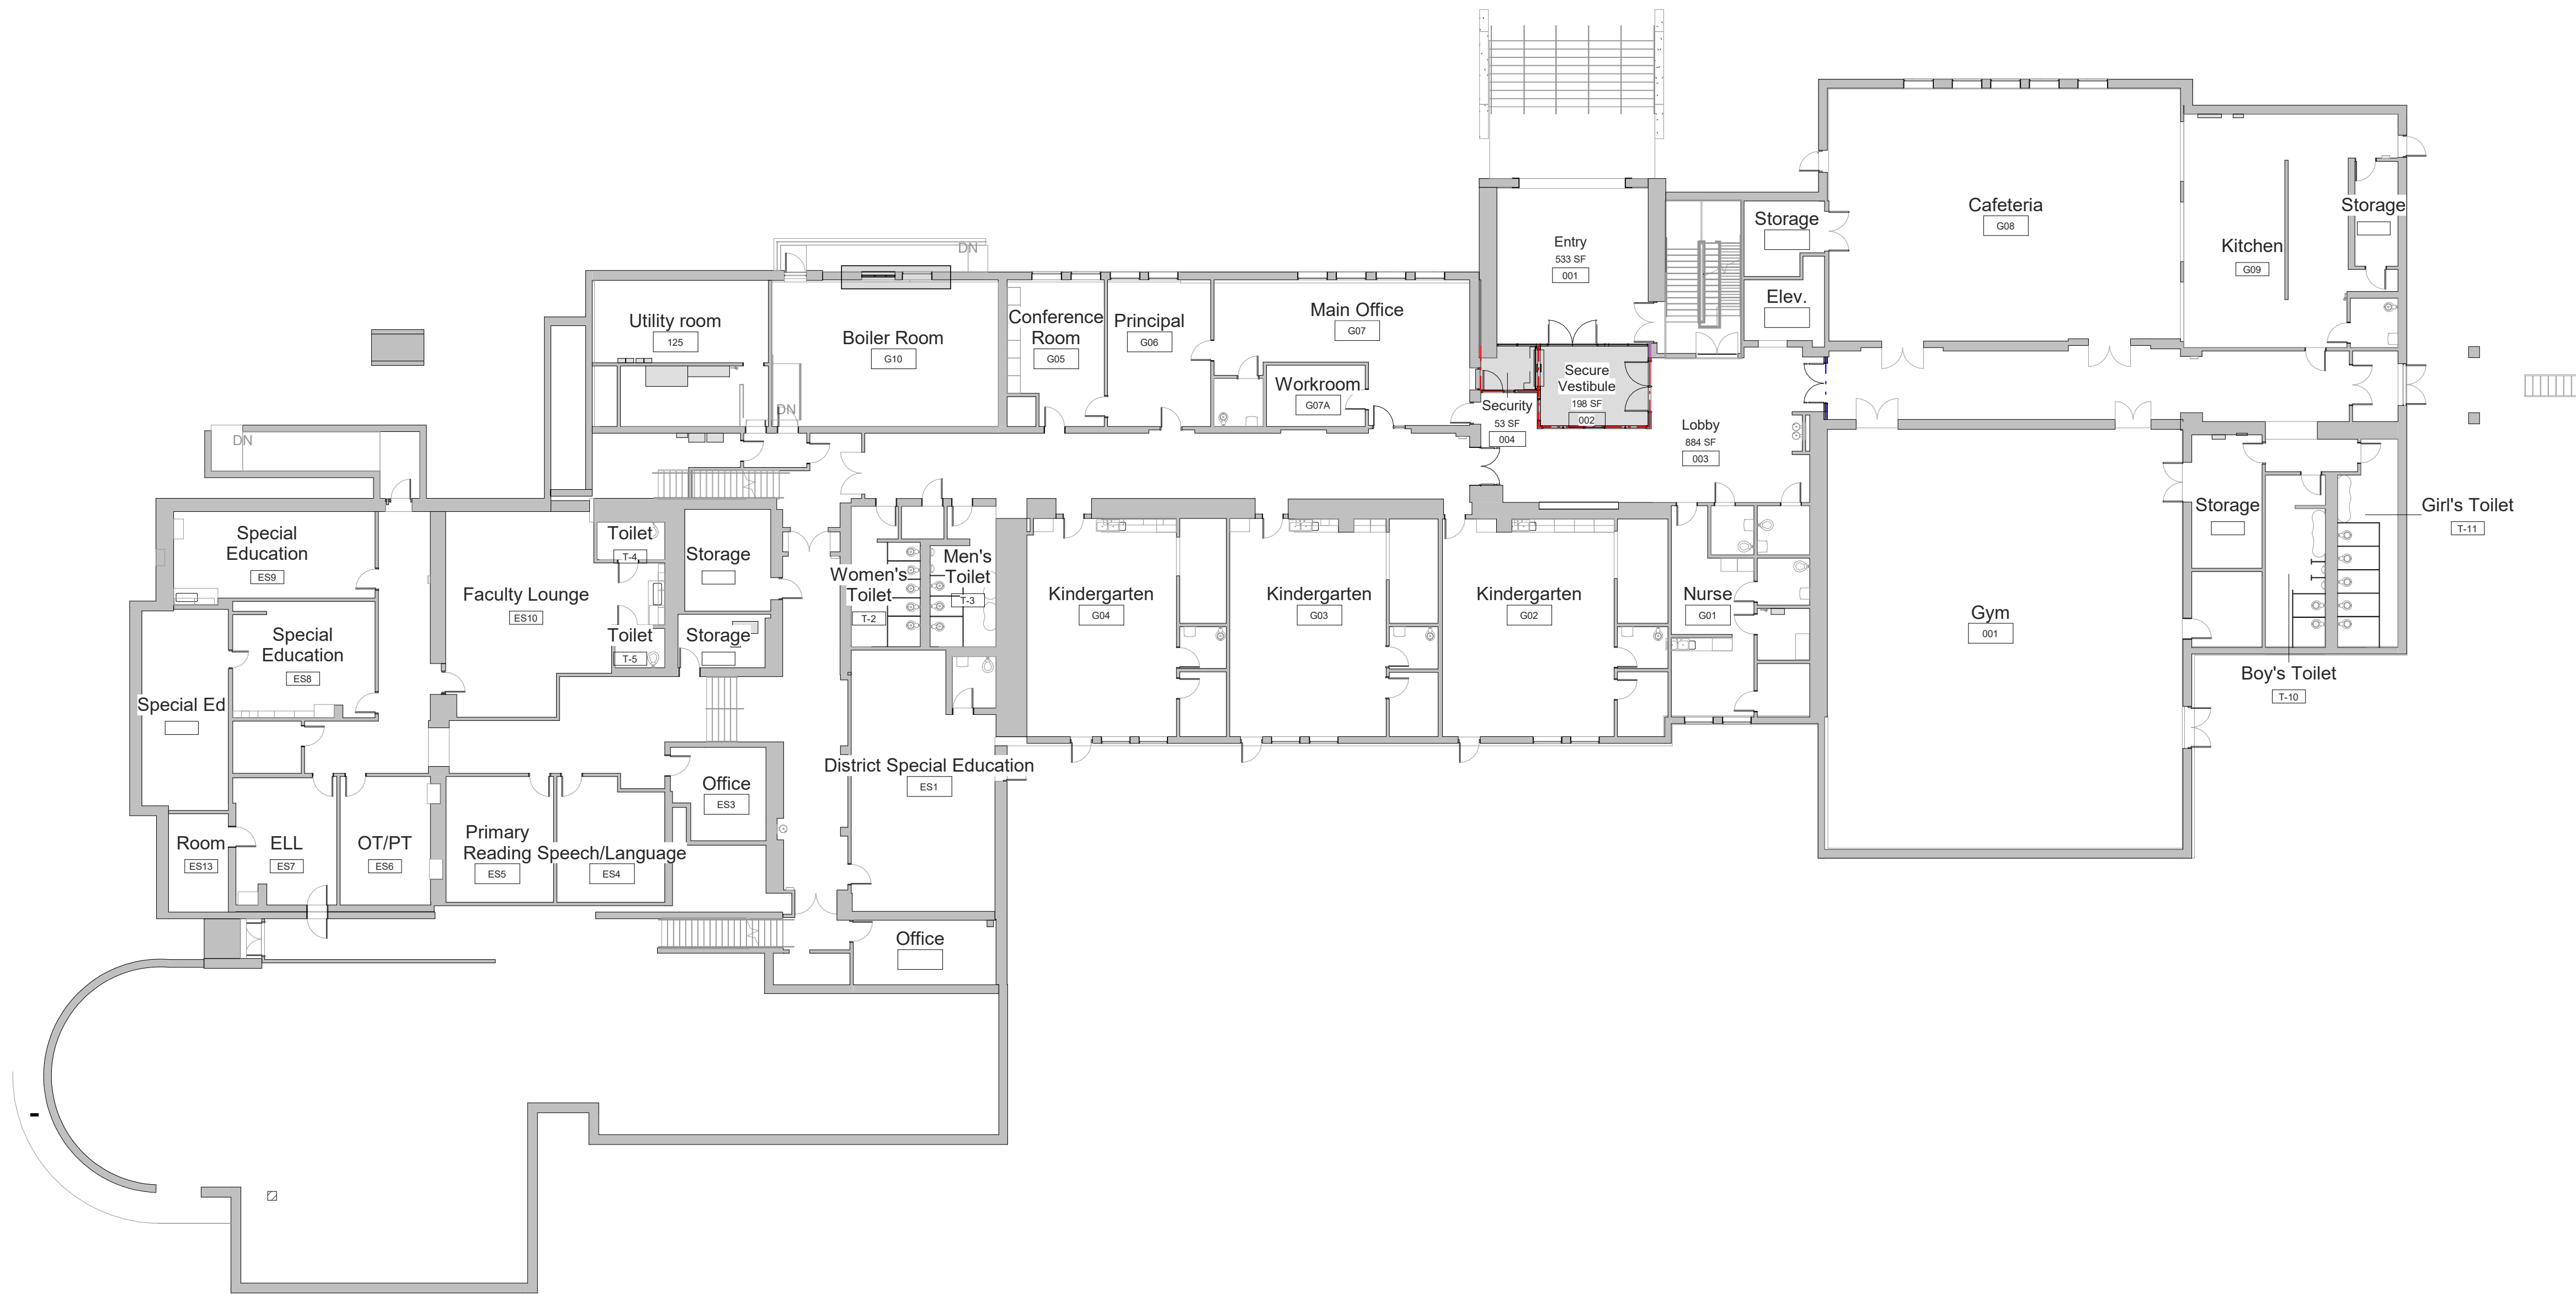 DN
Entry
533 SF
001
Storage
Elev.
Cafeteria
G08
Kitchen
G09
Storage
Utility room
125
Boiler Room
G10
DN
Conference
Room
G05
Principal
G06
Main Office
G07
Workroom
G07A
Security
53 SF
004
Secure
Vestibule
198 SF
002
Lobby
884 SF
003
DN
Special
Education
ES9
Special
Education
ES8
Special Ed
Faculty Lounge
ES10
Toilet
T-4
Toilet
T-5
Storage
Storage
Women's
Toilet
T-2
Men's
Toilet
T-3
Kindergarten
G04
Kindergarten
G03
Kindergarten
G02
Nurse
G01
Gym
001
Storage
Girl's Toilet
T-11
Boy's Toilet
T-10
District Special Education
ES1
Office
ES3
Room
ES13
ELL
ES7
OT/PT
ES6
Primary
Reading
ES5
Speech/Language
ES4
Office